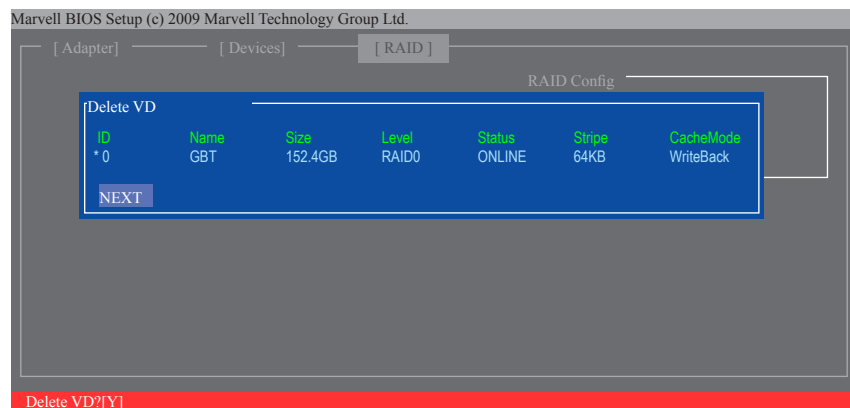 Marvell BIOS Setup (c) 2009 Marvell Technology Group Ltd.
[ Adapter] [ Devices] [ RAID ]
RAID Config
Delete VD
ID Name Size Level Status Stripe CacheMode
* 0 GBT 152.4GB RAID0 ONLINE 64KB WriteBack
NEXT
Delete VD?[Y]